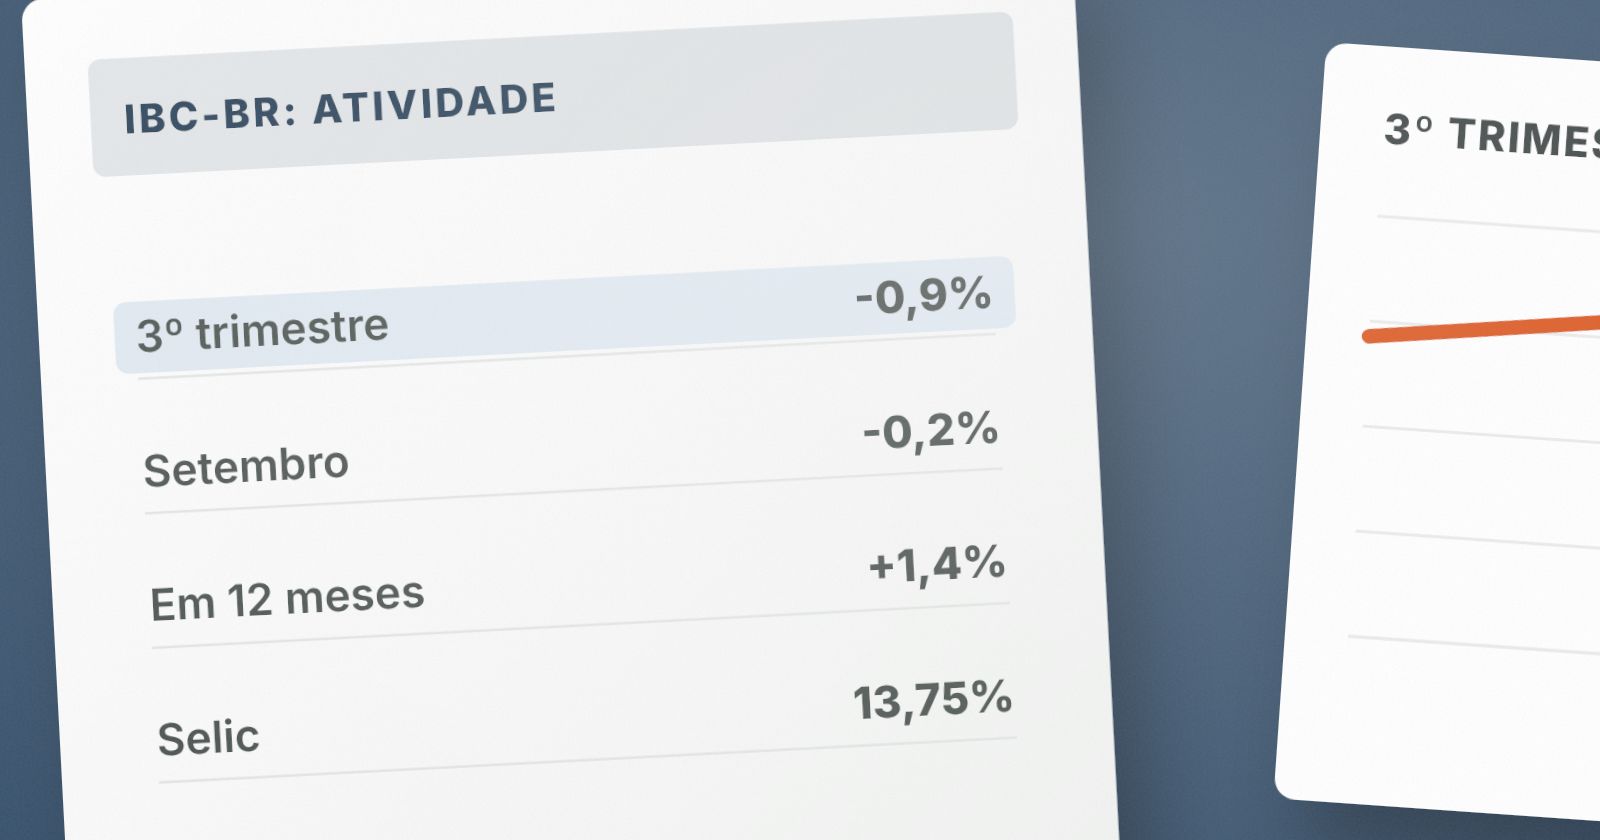 IBC-BR: ATIVIDADE
3º trimestre -0,9%
Setembro -0,2%
Em 12 meses +1,4%
Selic 13,75%
3º